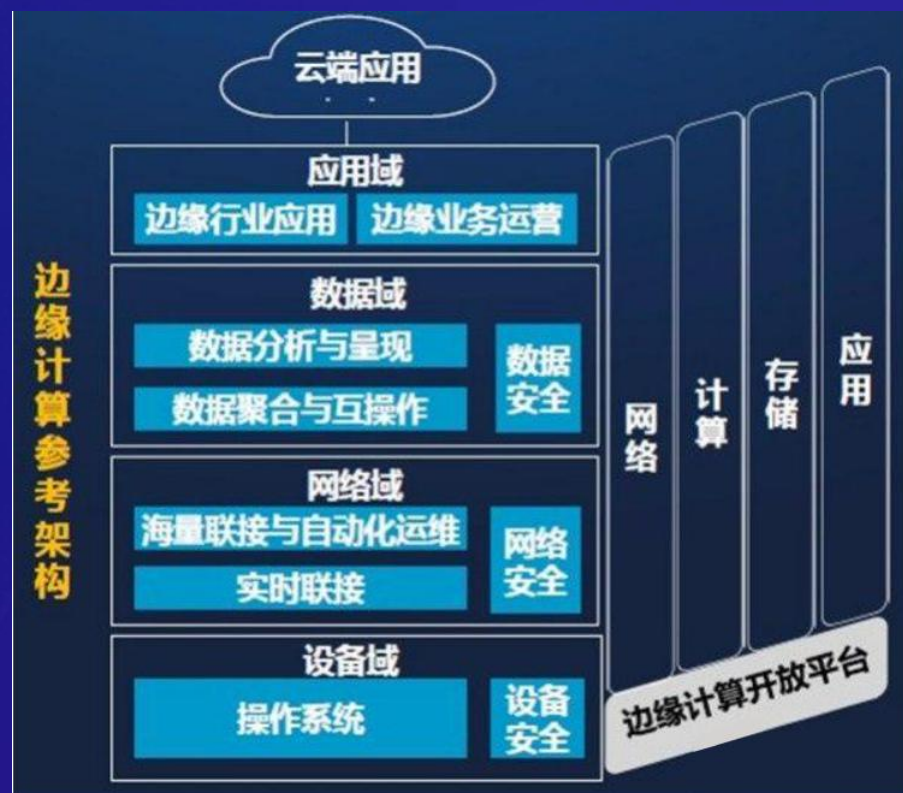 云端应用
边缘计算参考架构
应用域
边缘行业应用
边缘业务运营
数据域
数据分析与呈现
数据聚合与互操作
数据
安全
网络域
海量联接与自动化运维
实时联接
网络
安全
设备域
操作系统
设备
安全
网络
计算
存储
应用
边缘计算开放平台